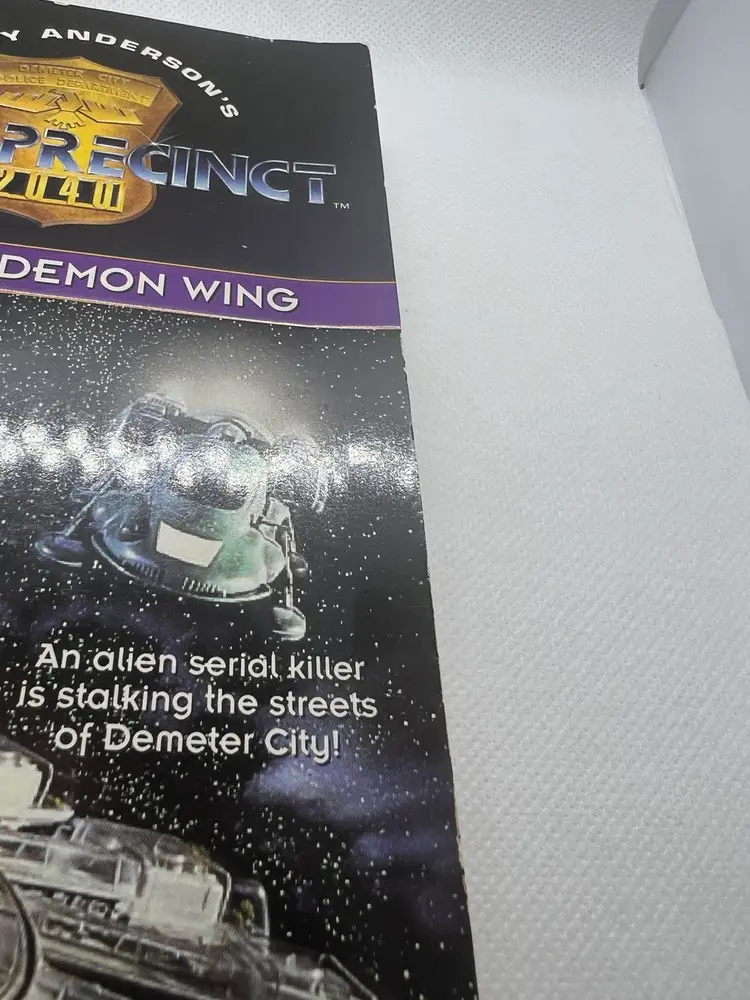 Y ANDERSON'S
DEMETER CITY
POLICE DEPARTMENT
PRECINCT
2040
TM
DEMON WING
An alien serial killer
is stalking the streets
of Demeter City!